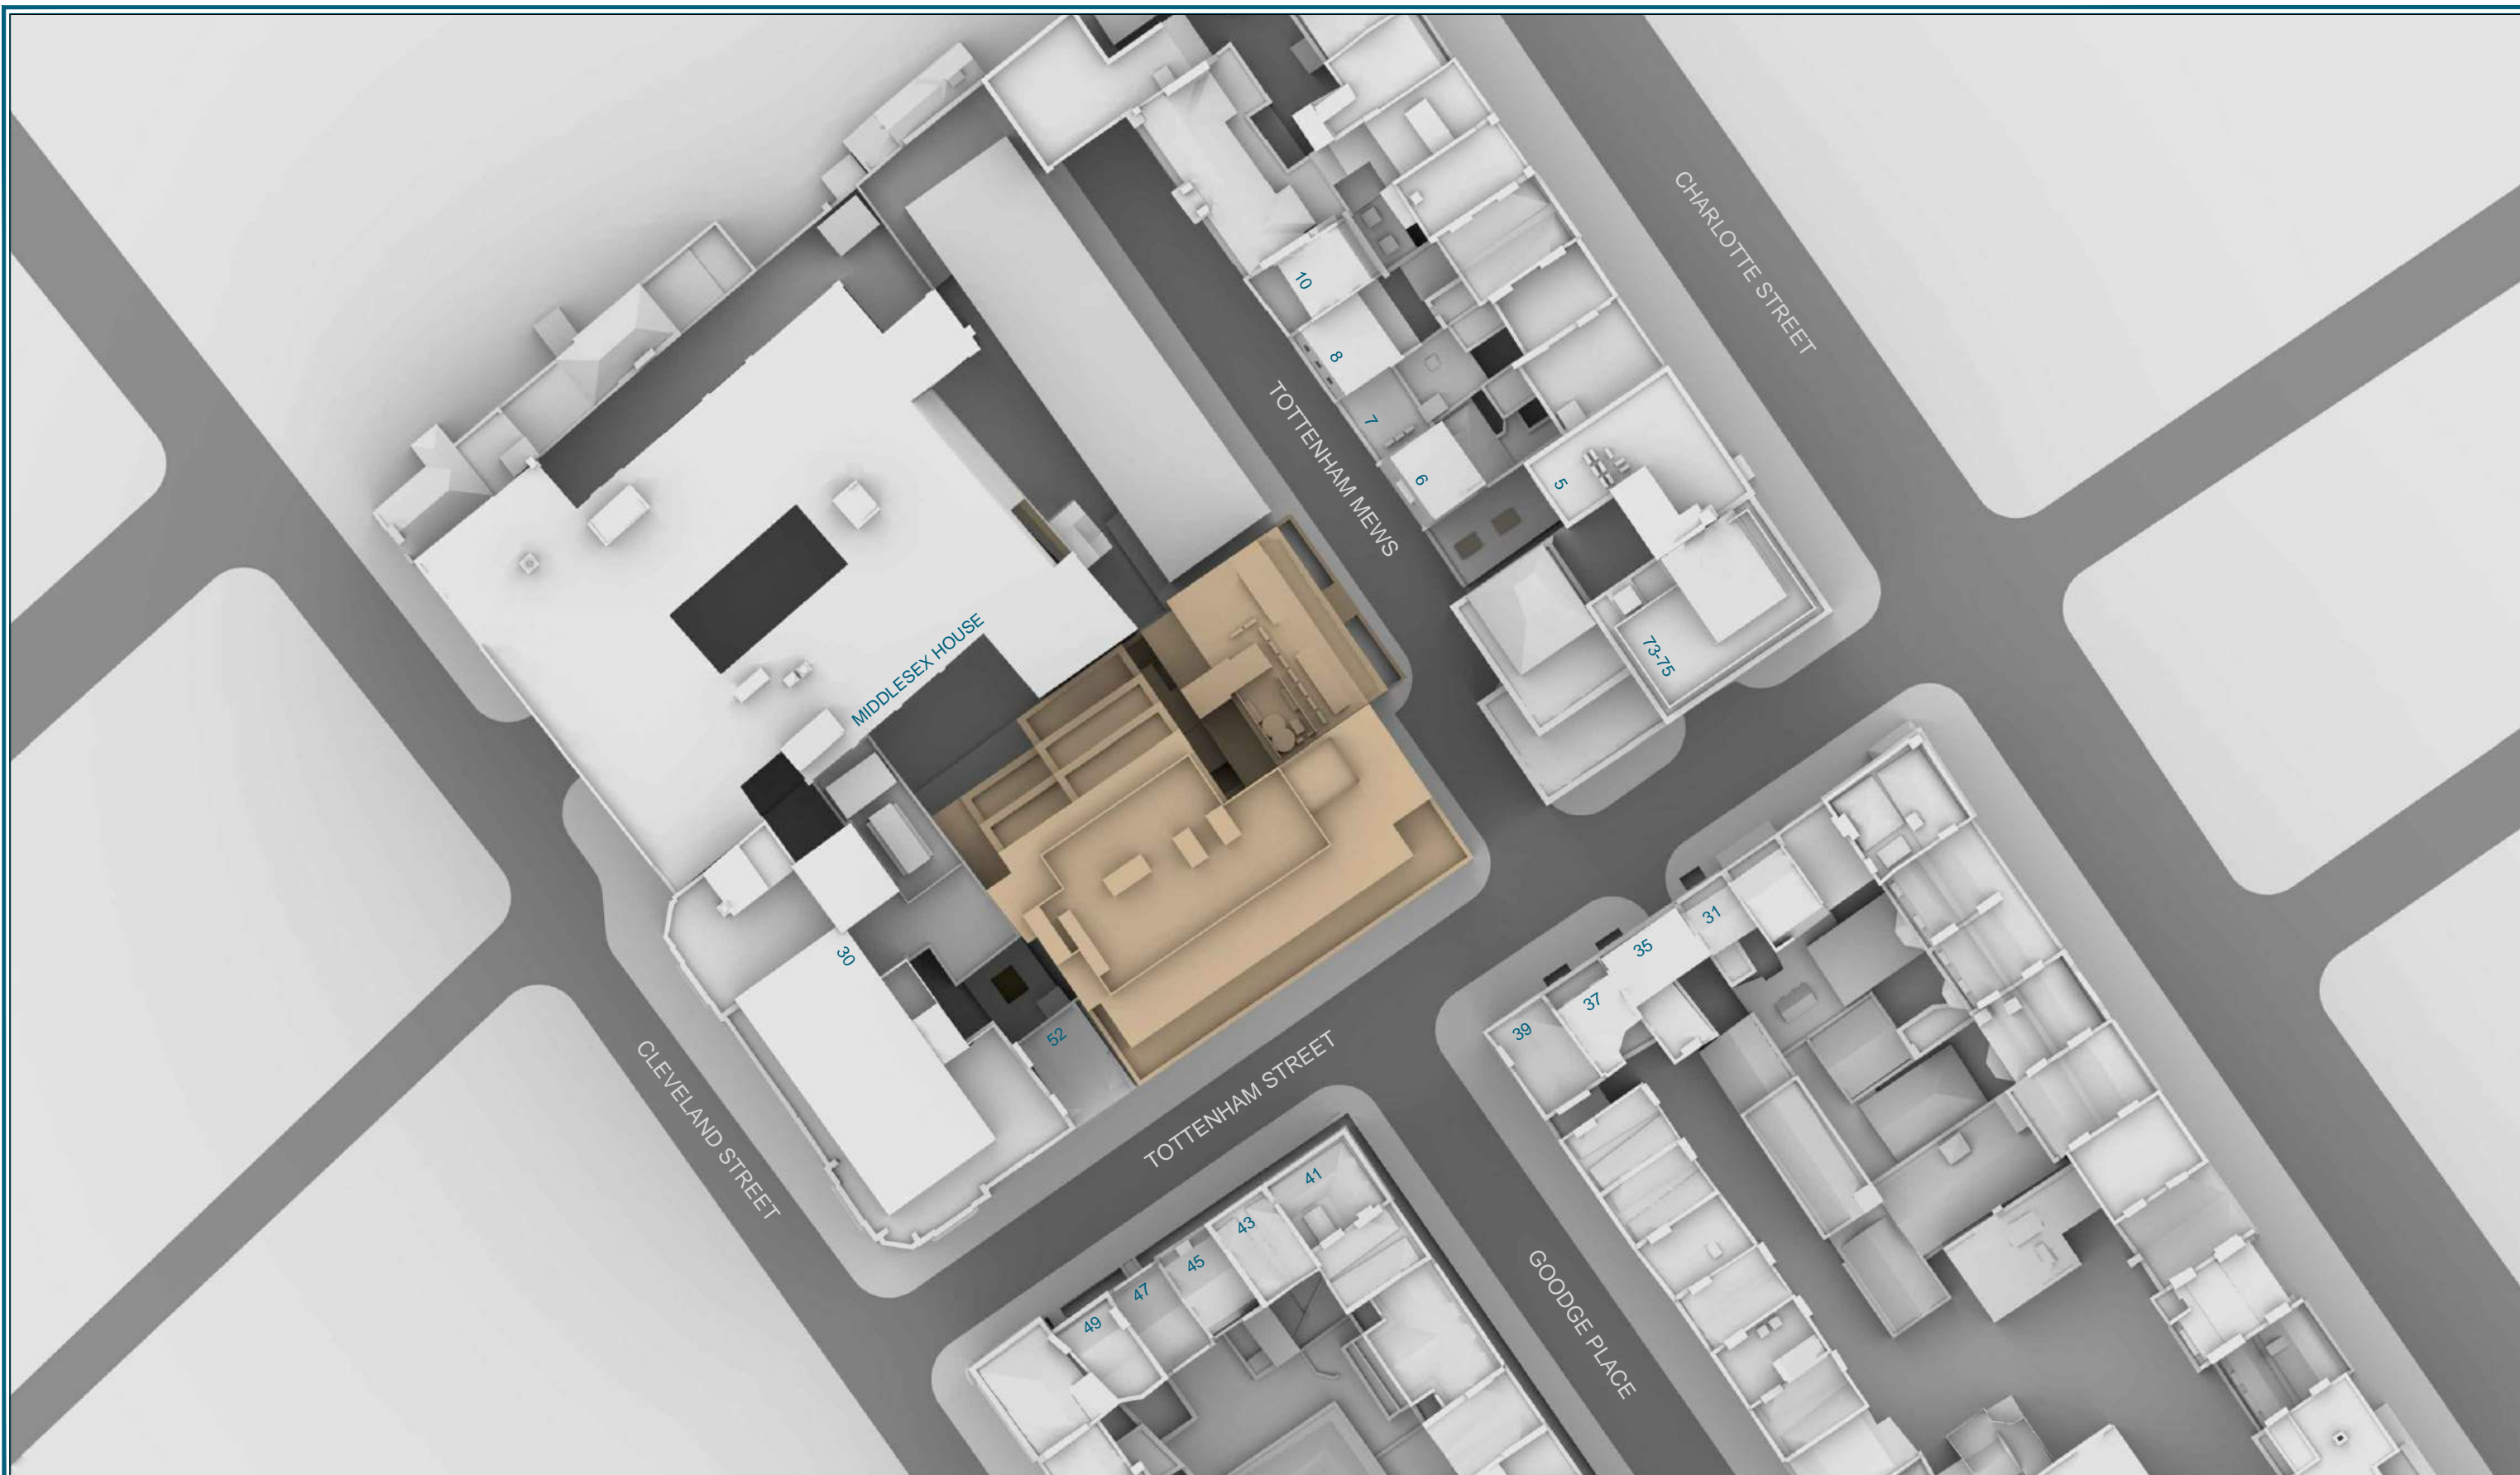 CHARLOTTE STREET
10
8
TOTTENHAM MEWS
7
6
5
MIDDLESEX HOUSE
73-75
31
35
30
37
39
52
CLEVELAND STREET
TOTTENHAM STREET
41
43
45
47
49
GOODGE PLACE